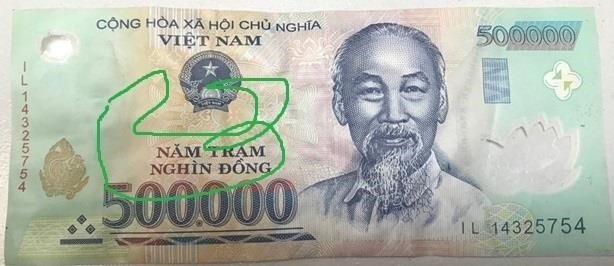 CỘNG HÒA XÃ HỘI CHỦ NGHĨA
VIỆT NAM
500000
IL 14325754
NĂM TRĂM
NGHÌN ĐỒNG
500.000
IL 14325754